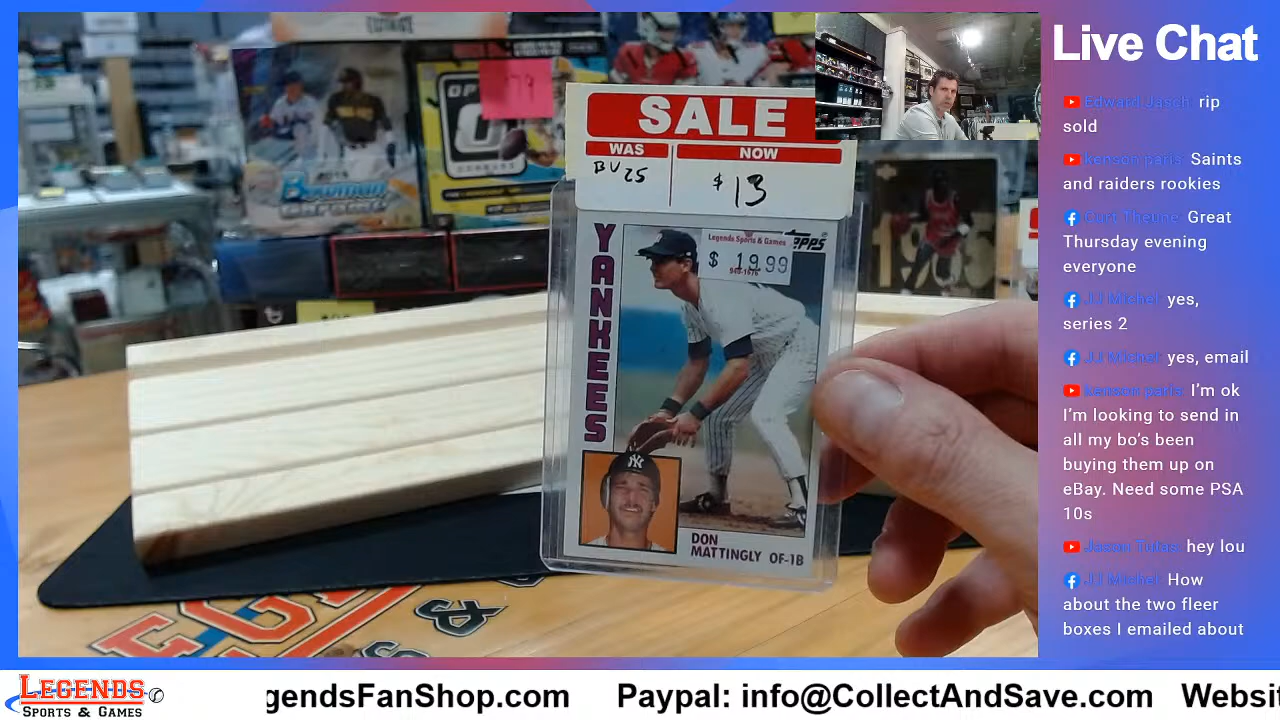 Live Chat
Edward Jasch: rip
sold
kenson paris: Saints
and raiders rookies
Curt Theune: Great
Thursday evening
everyone
JJ Michel: yes,
series 2
JJ Michel: yes, email
kenson paris: I'm ok
I'm looking to send in
all my bo's been
buying them up on
eBay. Need some PSA
10s
hey lou
JJ Michel: How
about the two fleer
boxes I emailed about
SALE
WAS
NOW
BV 25
$13
Legends Sports & Games
$ 19.99
YANKEES
DON
MATTINGLY OF-1B
Bowman
79
OP
&
LEGENDS
SPORTS & GAMES
gendsFanShop.com Paypal: info@CollectAndSave.com Websi